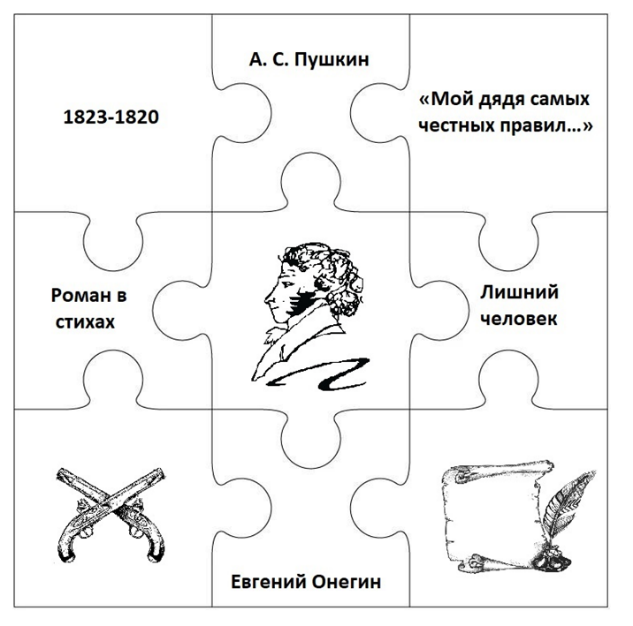 А. С. Пушкин
1823-1820
«Мой дядя самых
честных правил…»
Роман в
стихах
Лишний
человек
Евгений Онегин